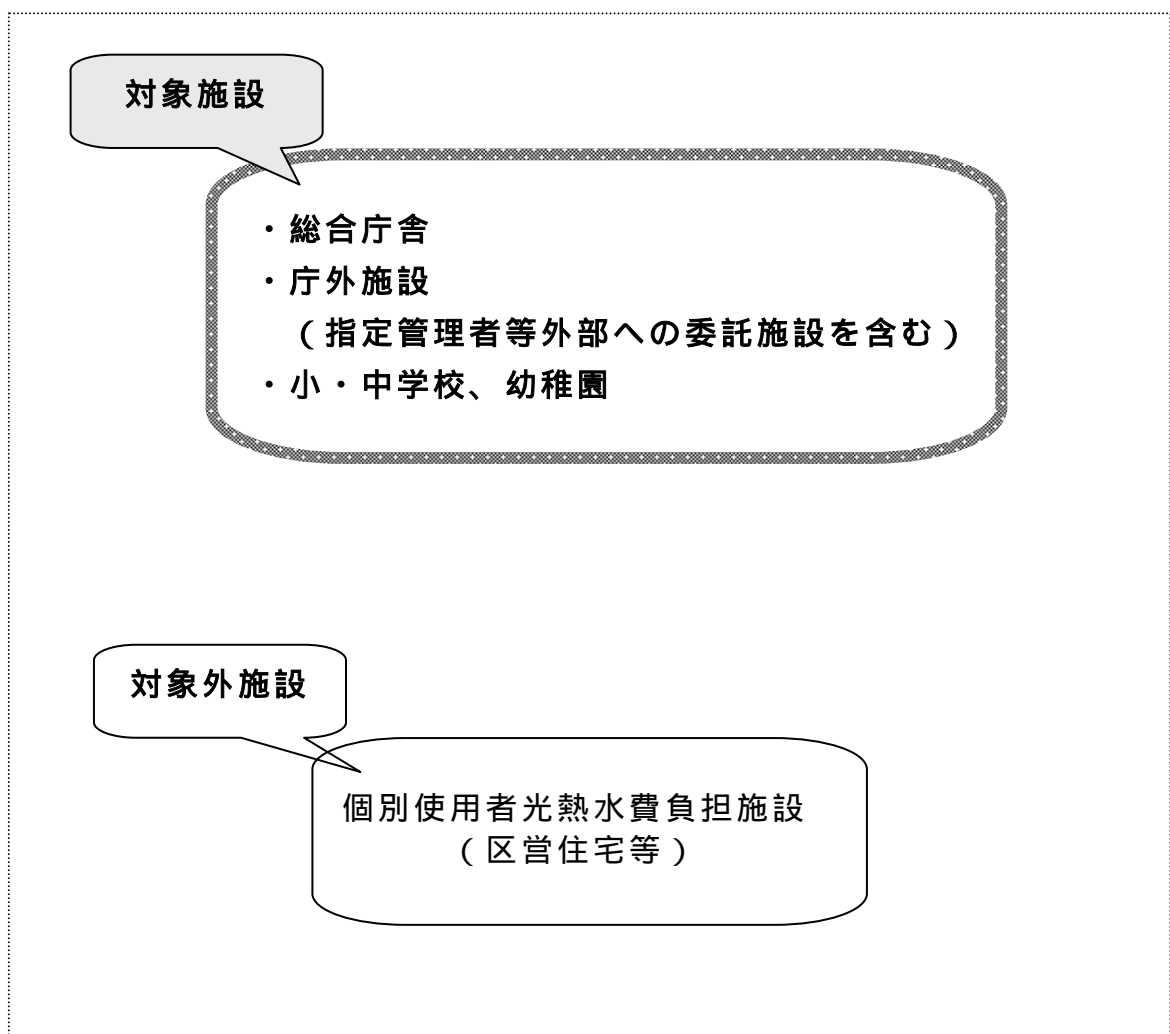 対象施設
・総合庁舎
・庁外施設
（指定管理者等外部への委託施設を含む）
・小・中学校、幼稚園
対象外施設
個別使用者光熱水費負担施設
（区営住宅等）